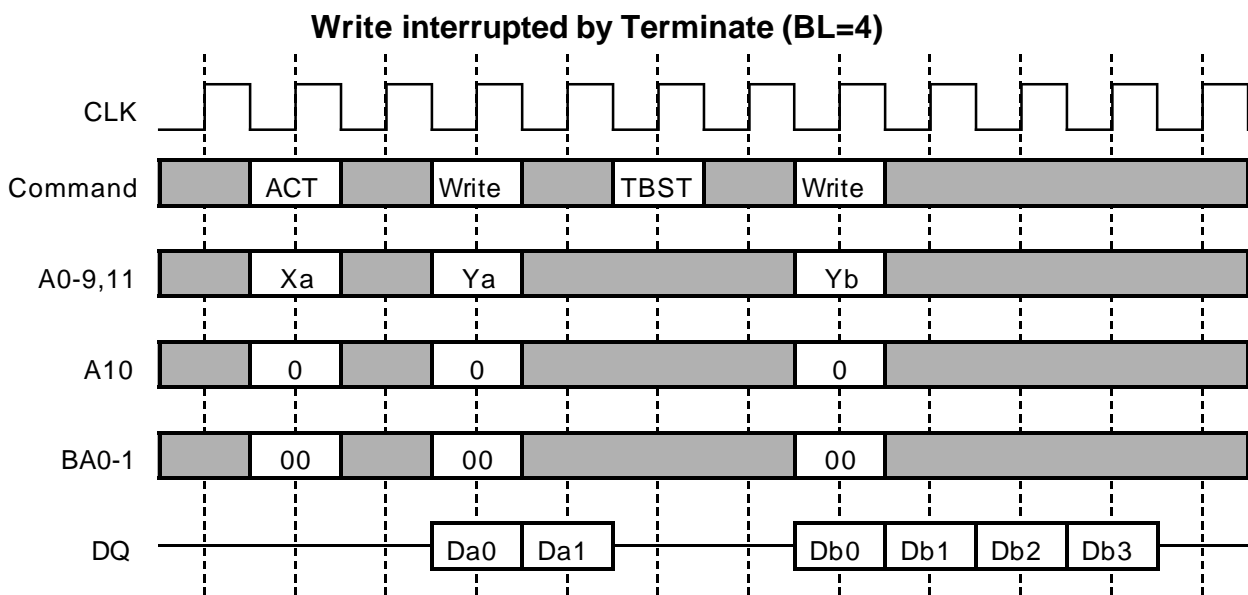 Write interrupted by Terminate (BL=4)
CLK
Command ACT Write TBST Write
A0-9,11 Xa Ya Yb
A10 0 0 0
BA0-1 00 00 00
DQ Da0 Da1 Db0 Db1 Db2 Db3